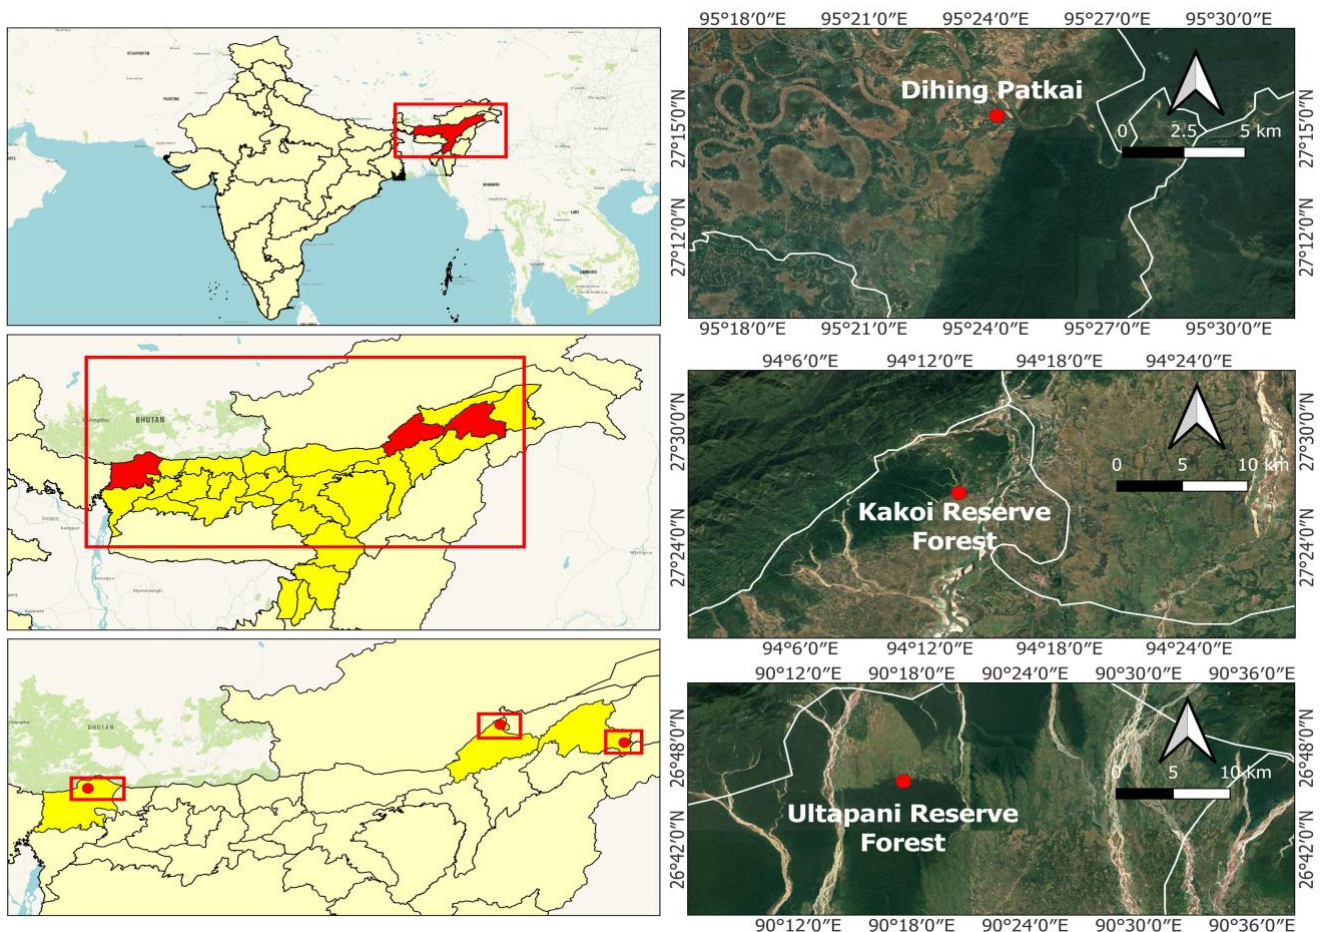 BHUTAN
BHUTAN
95°18′0″E 95°21′0″E 95°24′0″E 95°27′0″E 95°30′0″E
Dihing Patkai
0 2.5 5 km
27°15′0″N 27°15′0″N
27°12′0″N 27°12′0″N
95°18′0″E 95°21′0″E 95°24′0″E 95°27′0″E 95°30′0″E
94°6′0″E 94°12′0″E 94°18′0″E 94°24′0″E
27°30′0″N 27°30′0″N
0 5 10 km
Kakoi Reserve
Forest
27°24′0″N 27°24′0″N
94°6′0″E 94°12′0″E 94°18′0″E 94°24′0″E
90°12′0″E 90°18′0″E 90°24′0″E 90°30′0″E 90°36′0″E
26°48′0″N 26°48′0″N
0 5 10 km
Ultapani Reserve
Forest
26°42′0″N 26°42′0″N
90°12′0″E 90°18′0″E 90°24′0″E 90°30′0″E 90°36′0″E